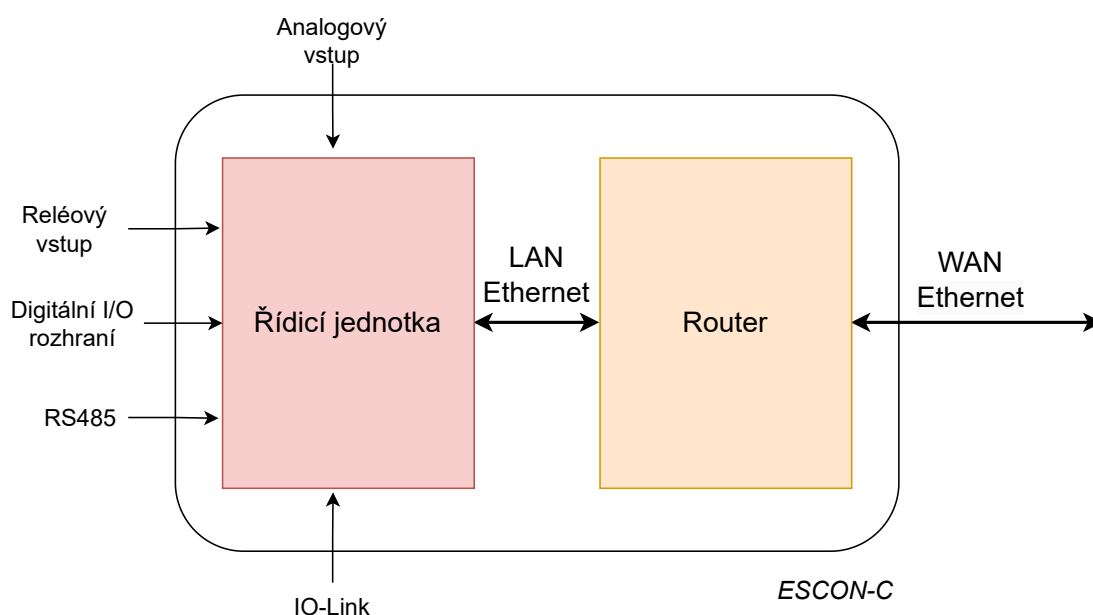 Analogový
vstup
Reléový
vstup
Digitální I/O
rozhraní
RS485
Řídicí jednotka
LAN
Ethernet
Router
WAN
Ethernet
IO-Link
ESCON-C